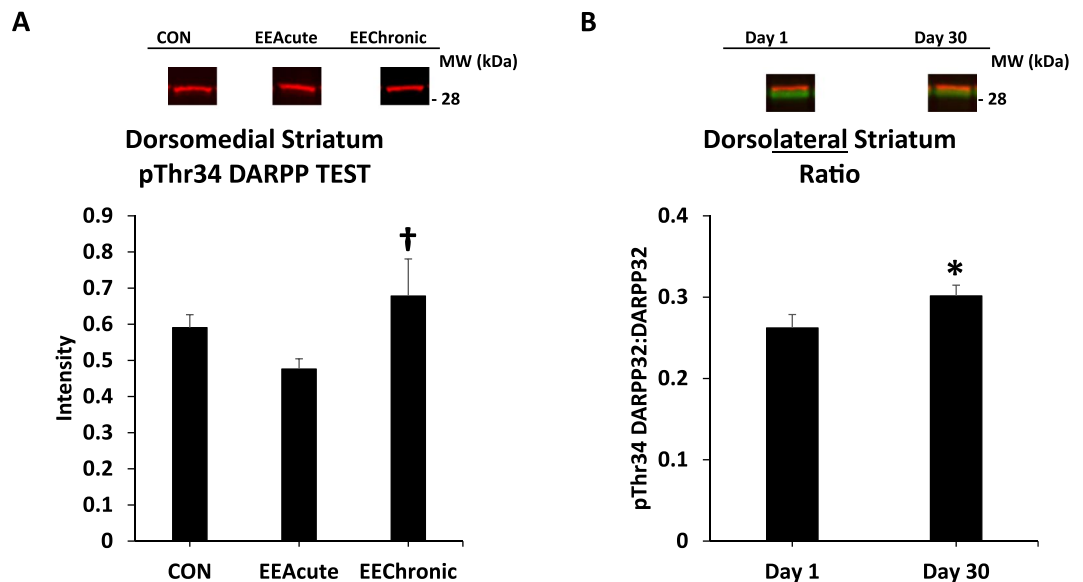 A
CON EEAcute EEChronic
MW (kDa)
- 28
Dorsomedial Striatum
pThr34 DARPP TEST
0.9
0.8
0.7
0.6
0.5
0.4
0.3
0.2
0.1
0
Intensity
†
CON EEAcute EEChronic
B
Day 1 Day 30
MW (kDa)
- 28
Dorsolateral Striatum
Ratio
0.4
0.3
0.2
0.1
0
pThr34 DARPP32:DARPP32
*
Day 1 Day 30